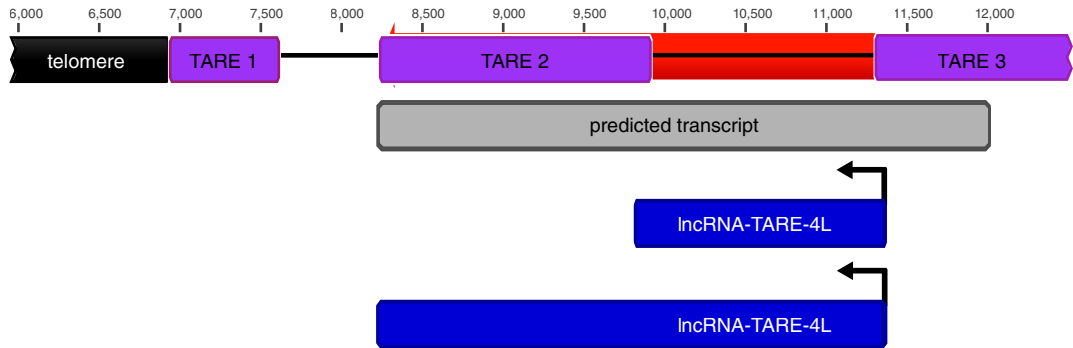 6,000 7,000 7,500 8,000 8,500 9,000 9,500 10,000 10,500 11,000 11,500 12,000
telomere TARE 1 TARE 2 TARE 3
predicted transcript
lncRNA-TARE-4L
lncRNA-TARE-4L